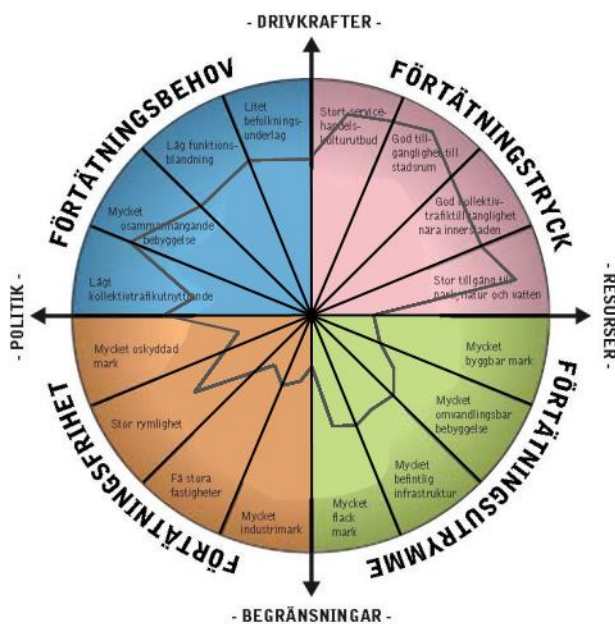 - DRIVKRAFTER -
FÖRTÄTNINGSBEHOV
FÖRTÄTNINGSTRYCK
Litet
befolknings-
underlag
Låg funktions-
blandning
Mycket
osammanhängande
bebyggelse
Lågt
kollektivtrafikutnyttjande
Stort service-
handels-
kulturutbud
God till-
gänglighet till
stadsrum
God kollektiv-
trafiktillgänglighet
nära innerstaden
Stor tillgång till
park, natur och vatten
- POLITIK -
- RESURSER -
Mycket oskyddad
mark
Stor rymlighet
Få stora
fastigheter
Mycket
industrimark
Mycket
byggbar mark
Mycket
omvandlingsbar
bebyggelse
Mycket
befintlig
infrastruktur
Mycket
flack
mark
FÖRTÄTNINGSFRIHET
FÖRTÄTNINGSUTRYMME
- BEGRÄNSNINGAR -